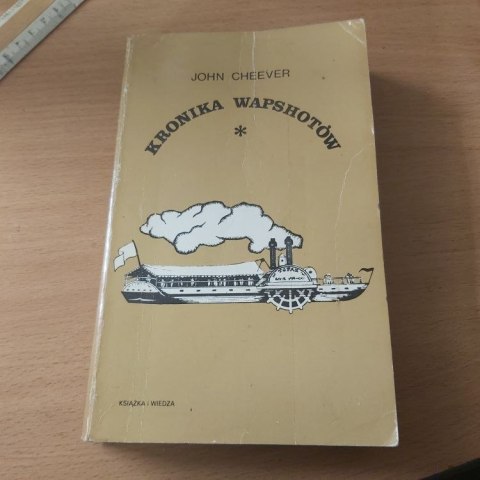 JOHN CHEEVER
KRONIKA WAPSHOTÓW
*
KSIĄŻKA i WIEDZA